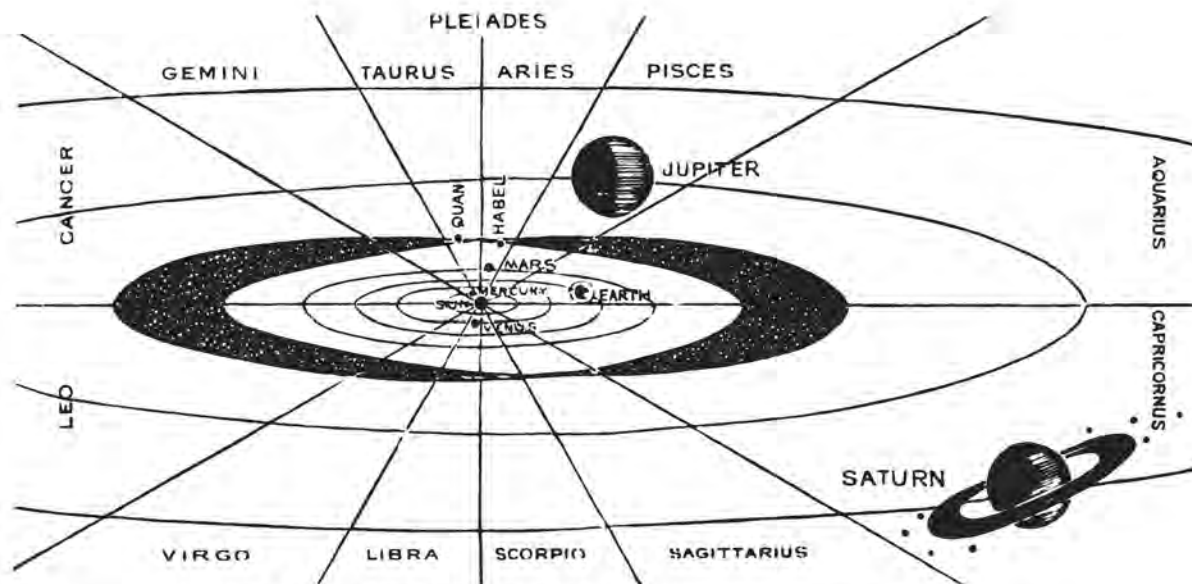 PLEIADES
GEMINI
TAURUS
ARIES
PISCES
CANCER
QUAN
HABEL
JUPITER
AQUARIUS
MARS
MERCURY
SUN
EARTH
VENUS
LEO
CAPRICORNUS
SATURN
VIRGO
LIBRA
SCORPIO
SAGITTARIUS